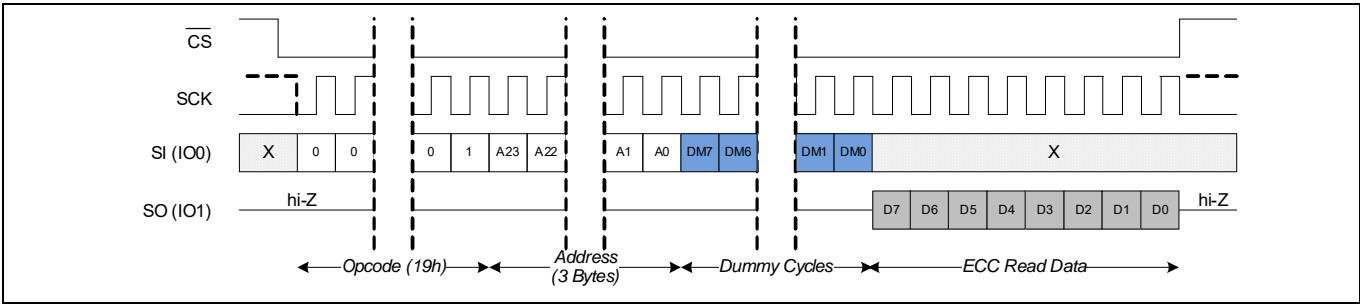 CS
SCK
SI (IO0) X 0 0 0 1 A23 A22 A1 A0 DM7 DM6 DM1 DM0 X
SO (IO1) hi-Z D7 D6 D5 D4 D3 D2 D1 D0 hi-Z
Opcode (19h) Address Dummy Cycles ECC Read Data
(3 Bytes)